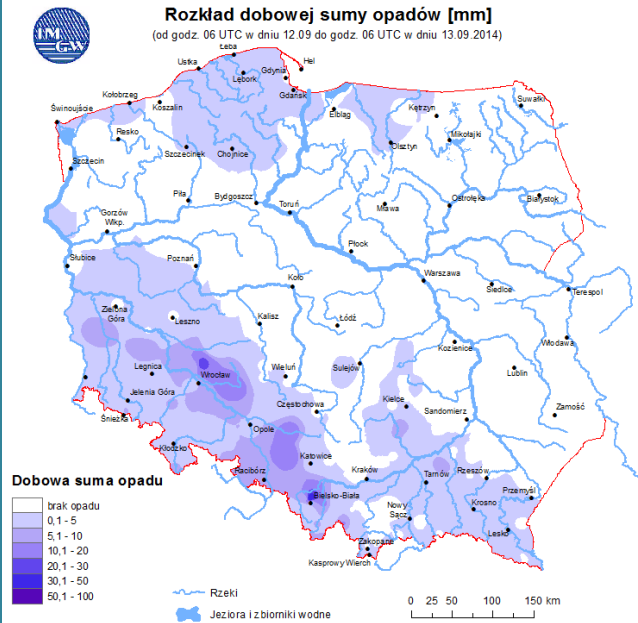 Rozkład dobowej sumy opadów [mm]
(od godz. 06 UTC w dniu 12.09 do godz. 06 UTC w dniu 13.09.2014)
IM
GW
Łeba
Ustka
Hel
Gdynia
Lębork
Gdańsk
Kołobrzeg
Koszalin
Świnoujście
Elbląg
Kętrzyn
Suwałki
Resko
Szczecinek
Chojnice
Olsztyn
Mikołajki
Szczecin
Piła
Bydgoszcz
Toruń
Mława
Ostrołęka
Białystok
Gorzów
Wlkp.
Płock
Słubice
Poznań
Koło
Warszawa
Siedlce
Terespol
Zielona
Góra
Leszno
Kalisz
Łódź
Kozienice
Włodawa
Legnica
Wrocław
Wieluń
Sulejów
Lublin
Jelenia Góra
Częstochowa
Kielce
Sandomierz
Zamość
Śnieżka
Opole
Kłodzko
Katowice
Racibórz
Kraków
Tarnów
Rzeszów
Przemyśl
Bielsko-Biała
Nowy
Sącz
Krosno
Lesko
Zakopane
Kasprowy Wierch
Dobowa suma opadu
brak opadu
0,1 - 5
5,1 - 10
10,1 - 20
20,1 - 30
30,1 - 50
50,1 - 100
Rzeki
Jeziora i zbiorniki wodne
0 25 50 100 150 km